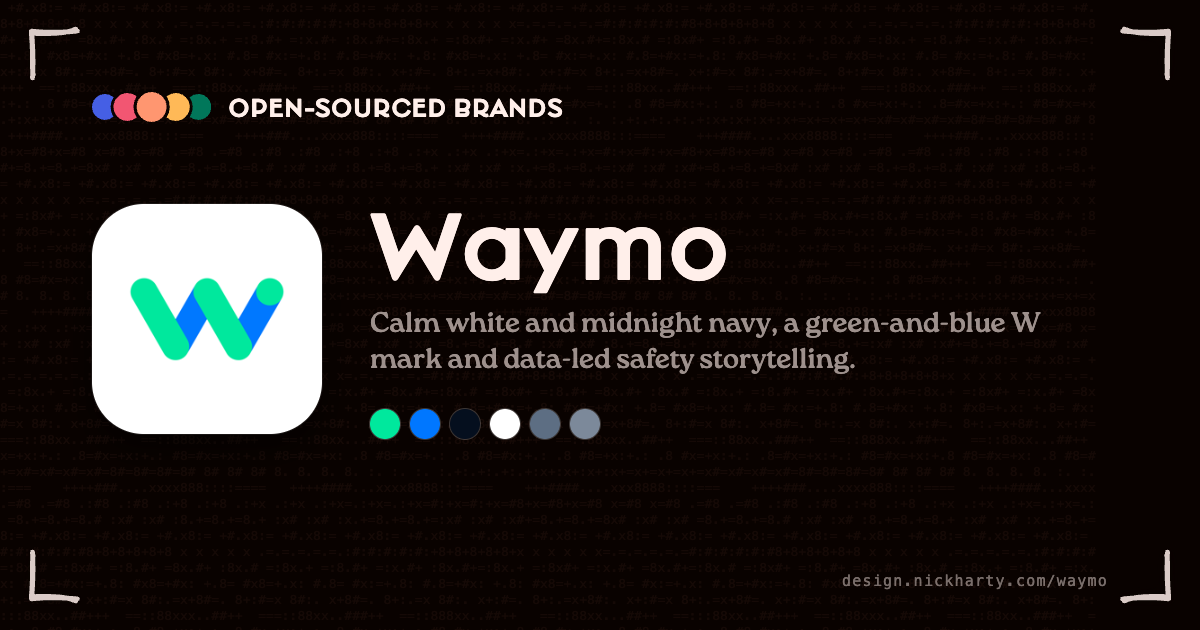 OPEN-SOURCED BRANDS
Waymo
Calm white and midnight navy, a green-and-blue W
mark and data-led safety storytelling.
design.nickharty.com/waymo